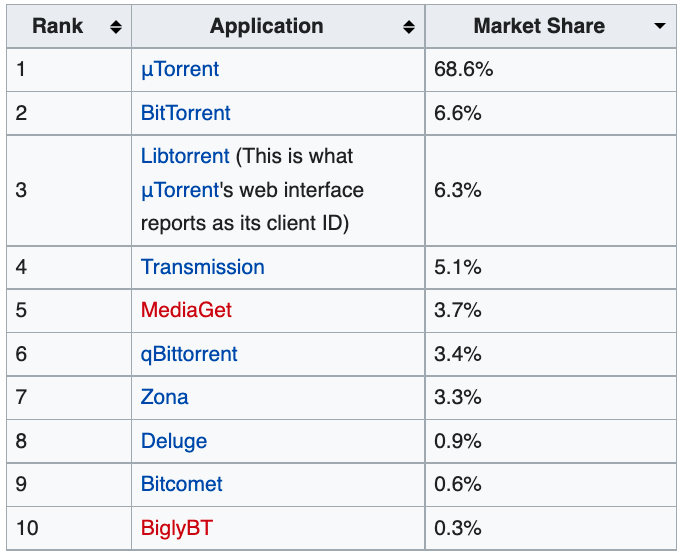 Rank Application Market Share
1 µTorrent 68.6%
2 BitTorrent 6.6%
Libtorrent (This is what
3 µTorrent's web interface 6.3%
reports as its client ID)
4 Transmission 5.1%
5 MediaGet 3.7%
6 qBittorrent 3.4%
7 Zona 3.3%
8 Deluge 0.9%
9 Bitcomet 0.6%
10 BiglyBT 0.3%